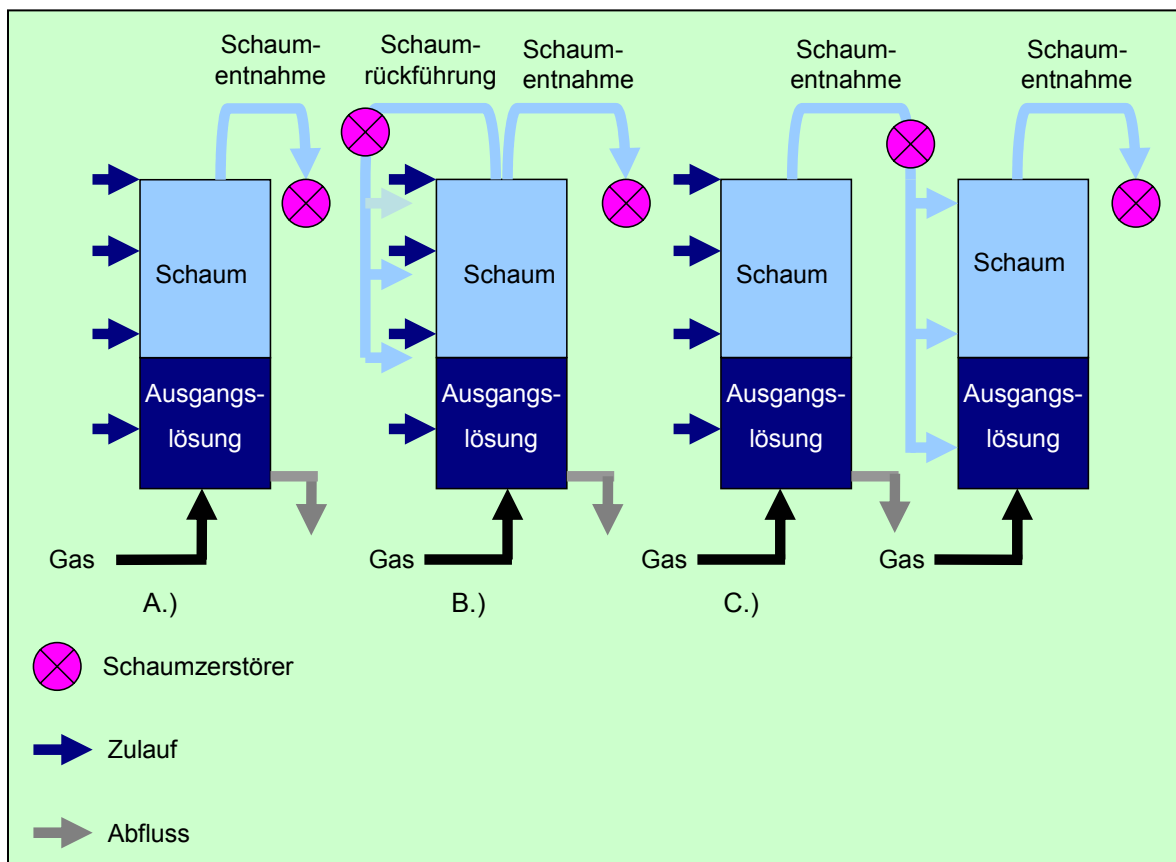 Schaum-
entnahme
Schaum-
rückführung
Schaum-
entnahme
Schaum-
entnahme
Schaum-
entnahme
Schaum
Schaum
Schaum
Schaum
Ausgangs-
lösung
Ausgangs-
lösung
Ausgangs-
lösung
Ausgangs-
lösung
Gas
Gas
Gas
Gas
A.)
B.)
C.)
Schaumzerstörer
Zulauf
Abfluss